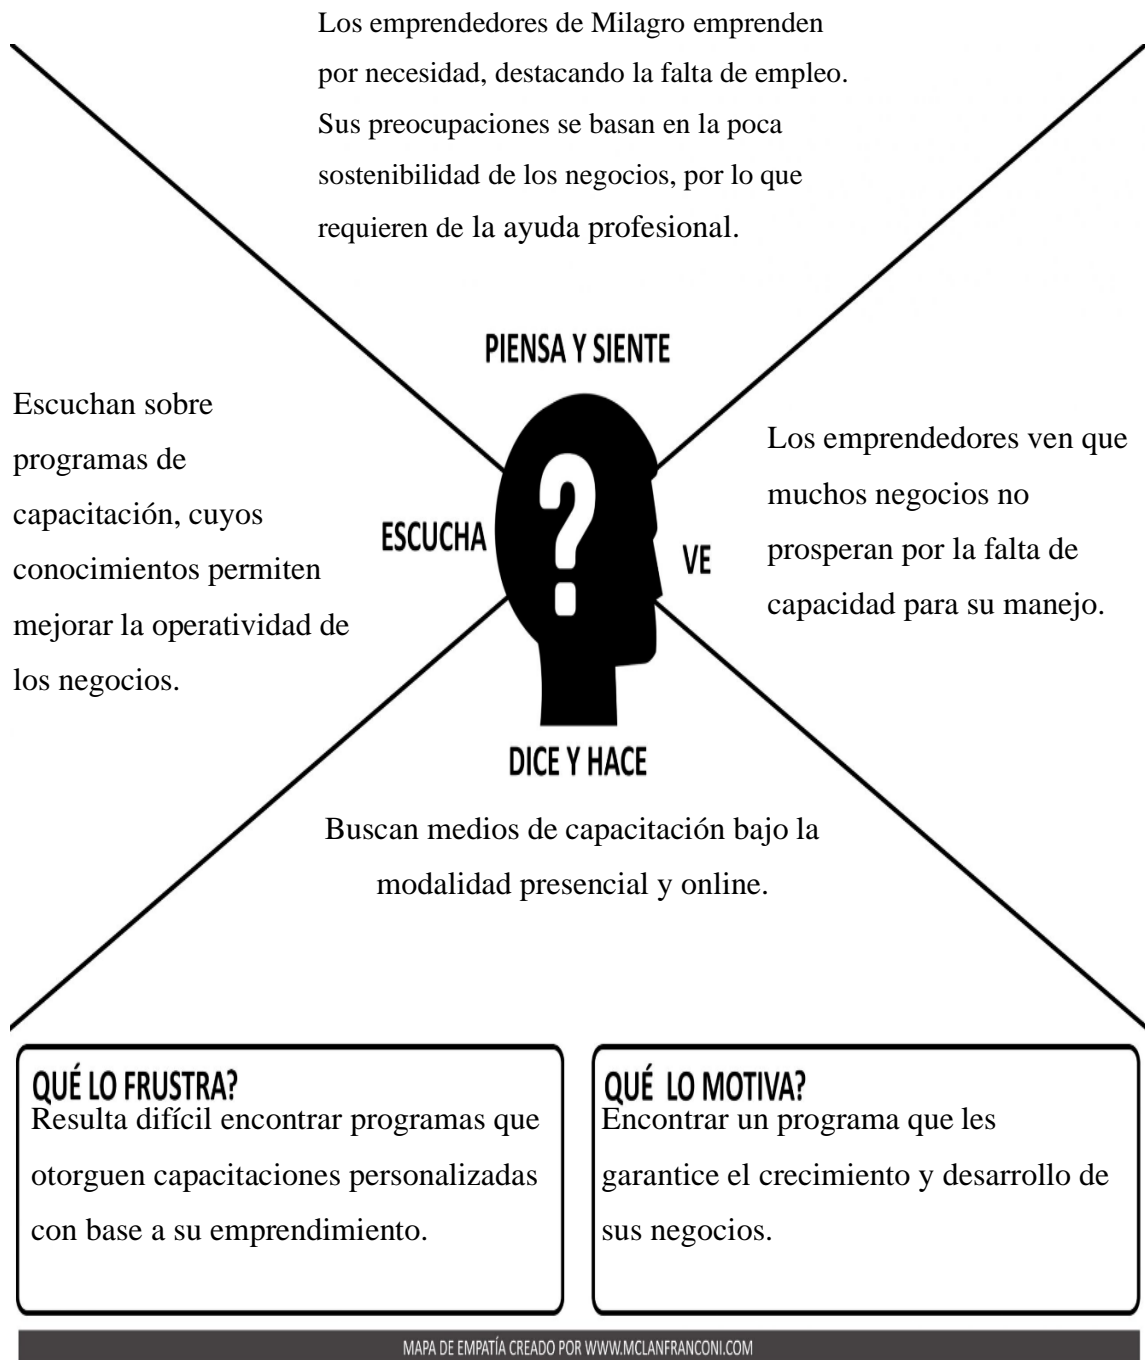 Los emprendedores de Milagro emprenden
por necesidad, destacando la falta de empleo.
Sus preocupaciones se basan en la poca
sostenibilidad de los negocios, por lo que
requieren de la ayuda profesional.
PIENSA Y SIENTE
Escuchan sobre
programas de
capacitación, cuyos
conocimientos permiten
mejorar la operatividad de
los negocios.
ESCUCHA
?
VE
Los emprendedores ven que
muchos negocios no
prosperan por la falta de
capacidad para su manejo.
DICE Y HACE
Buscan medios de capacitación bajo la
modalidad presencial y online.
QUÉ LO FRUSTRA?
Resulta difícil encontrar programas que
otorguen capacitaciones personalizadas
con base a su emprendimiento.
QUÉ LO MOTIVA?
Encontrar un programa que les
garantice el crecimiento y desarrollo de
sus negocios.
MAPA DE EMPATÍA CREADO POR WWW.MCLANFRANCONI.COM